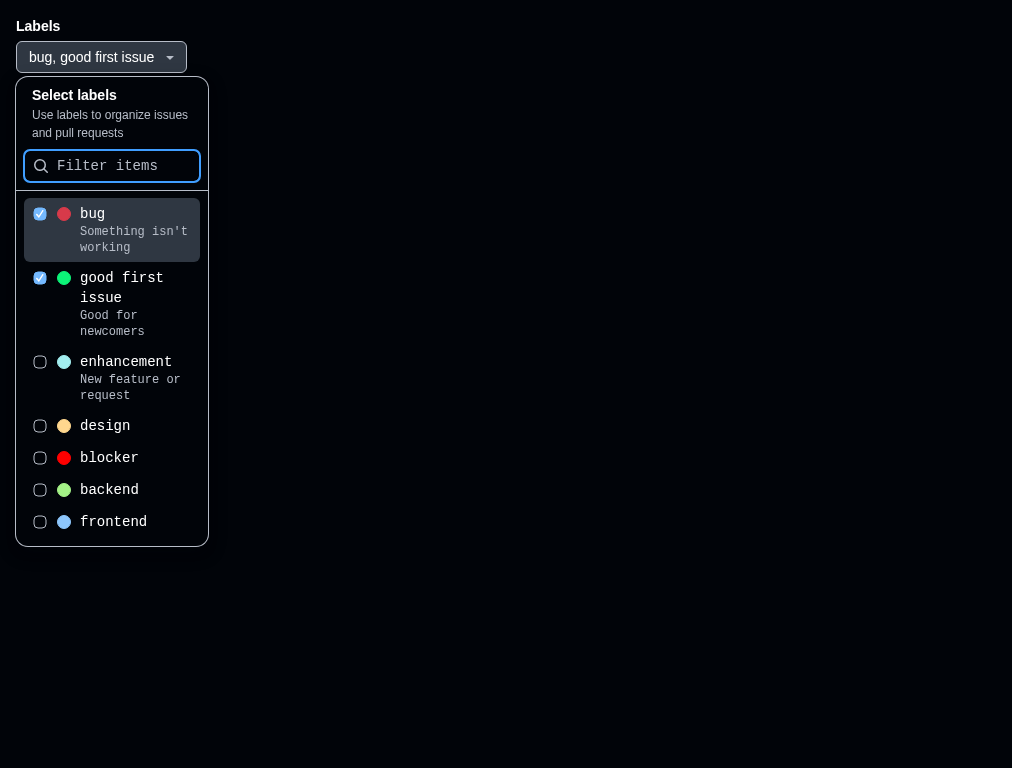 Labels
bug, good first issue
Select labels
Use labels to organize issues
and pull requests
Filter items
bug
Something isn't
working
good first
issue
Good for
newcomers
enhancement
New feature or
request
design
blocker
backend
frontend